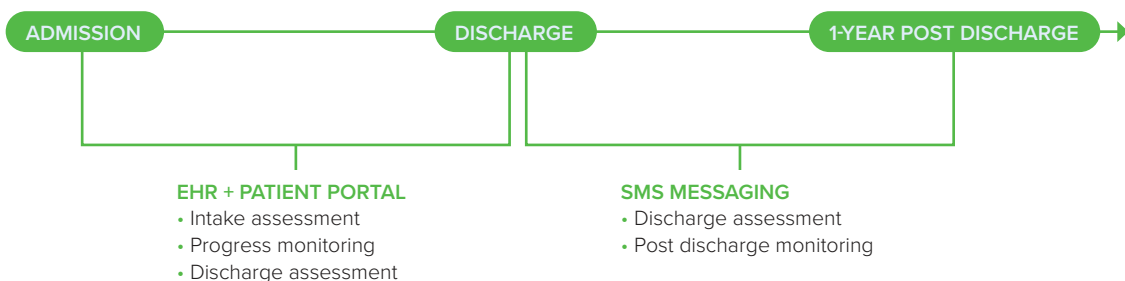 ADMISSION
DISCHARGE
1-YEAR POST DISCHARGE
EHR + PATIENT PORTAL
• Intake assessment
• Progress monitoring
• Discharge assessment
SMS MESSAGING
• Discharge assessment
• Post discharge monitoring